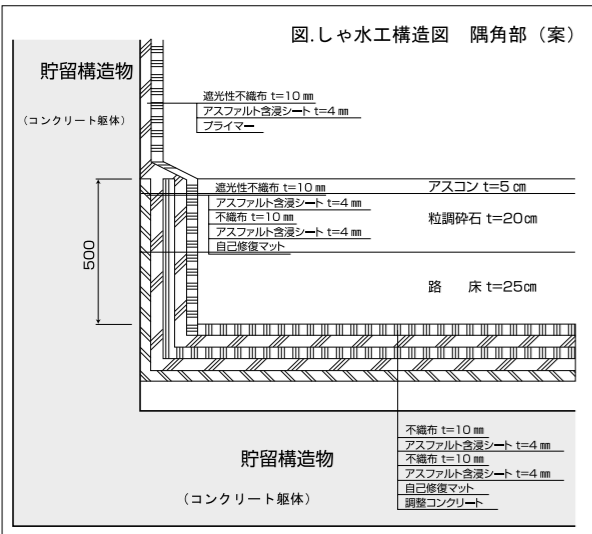 図.しゃ水工構造図　隅角部（案）
貯留構造物
（コンクリート躯体）
遮光性不織布 t=10 ㎜
アスファルト含浸シート t=4 ㎜
プライマー
遮光性不織布 t=10 ㎜
アスファルト含浸シート t=4 ㎜
不織布 t=10 ㎜
アスファルト含浸シート t=4 ㎜
自己修復マット
アスコン t=5 ㎝
粒調砕石 t=20㎝
路　床 t=25㎝
500
不織布 t=10 ㎜
アスファルト含浸シート t=4 ㎜
不織布 t=10 ㎜
アスファルト含浸シート t=4 ㎜
自己修復マット
調整コンクリート
貯留構造物
（コンクリート躯体）